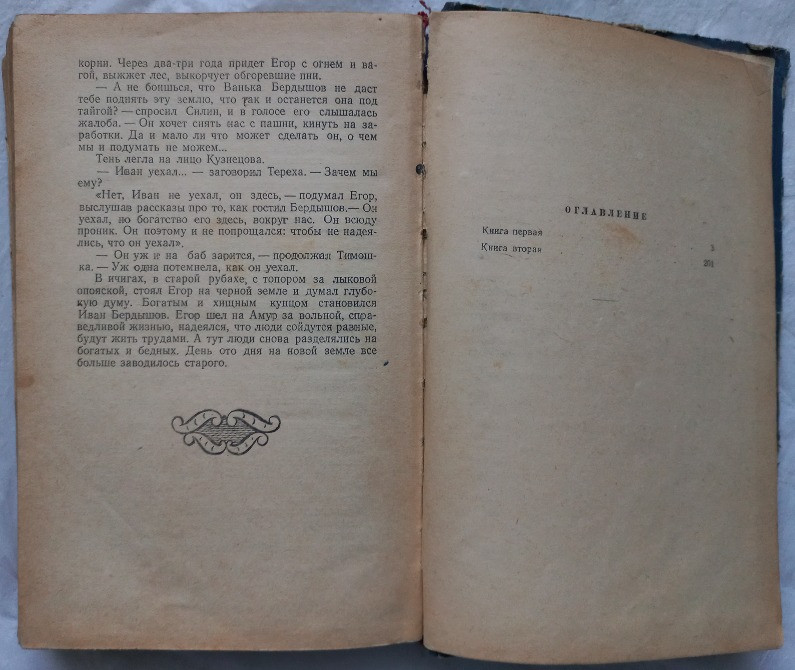 корни. Через два-три года придет Егор с огнем и ва-
гой, выжжет лес, выкорчует обгоревшие пни.
— А не боишься, что Ванька Бердышов не даст
тебе поднять эту землю, что так и останется она под
тайгой? — спросил Силин, и в голосе его слышалась
жалоба. — Он хочет снять нас с пашни, кинуть на за-
работки. Да и мало ли что может сделать он, о чем
мы и подумать не можем...
Тень легла на лицо Кузнецова.
— Иван уехал... — заговорил Тереха. — Зачем мы
ему?
«Нет, Иван не уехал, он здесь, — подумал Егор,
выслушав рассказы про то, как гостил Бердышов.— Он
уехал, но богатство его здесь, вокруг нас. Он всюду
проник. Он поэтому и не попрощался: чтобы не надея-
лись, что он уехал».
— Он уж и на баб зарится, — продолжал Тимош-
ка. — Уж одна потемнела, как он уехал.
В ичигах, в старой рубахе, с топором за лыковой
опояской, стоял Егор на черной земле и думал глубо-
кую думу. Богатым и хищным купцом становился
Иван Бердышов. Егор шел на Амур за вольной, спра-
ведливой жизнью, надеялся, что люди сойдутся равные,
будут жить трудами. А тут люди снова разделялись на
богатых и бедных. День ото дня на новой земле все
больше заводилось старого.
ОГЛАВЛЕНИЕ
Книга первая 3
Книга вторая